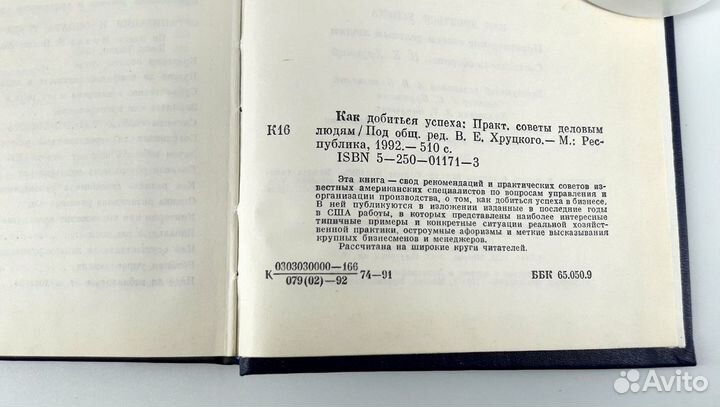 Как добиться успеха: Практ. советы деловым
К16 людям / Под общ. ред. В. Е. Хруцкого.— М.: Рес-
публика, 1992.— 510 с.
ISBN 5—250—01171—3
Эта книга — свод рекомендаций и практических советов из-
вестных американских специалистов по вопросам управления и
организации производства, о том, как добиться успеха в бизнесе.
В ней публикуются в изложении изданные в последние годы
в США работы, в которых представлены наиболее интересные
типичные примеры и конкретные ситуации реальной хозяйст-
венной практики, остроумные афоризмы и меткие высказывания
крупных бизнесменов и менеджеров.
Рассчитана на широкие круги читателей.
0303030000—166
К 74—91
079(02)—92
ББК 65.050.9
Avito